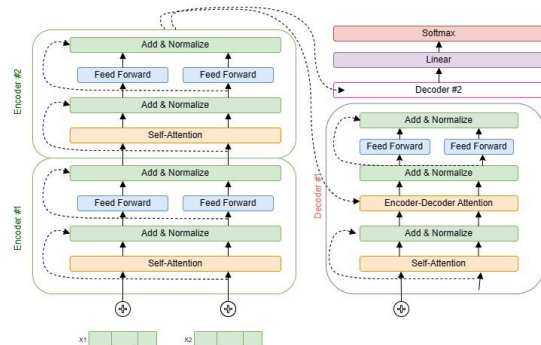 Encoder #2
Add & Normalize
Feed Forward
Feed Forward
Add & Normalize
Self-Attention
Encoder #1
Add & Normalize
Feed Forward
Feed Forward
Add & Normalize
Self-Attention
X1
X2
Softmax
Linear
Decoder #2
Decoder #1
Add & Normalize
Feed Forward
Feed Forward
Add & Normalize
Encoder-Decoder Attention
Add & Normalize
Self-Attention